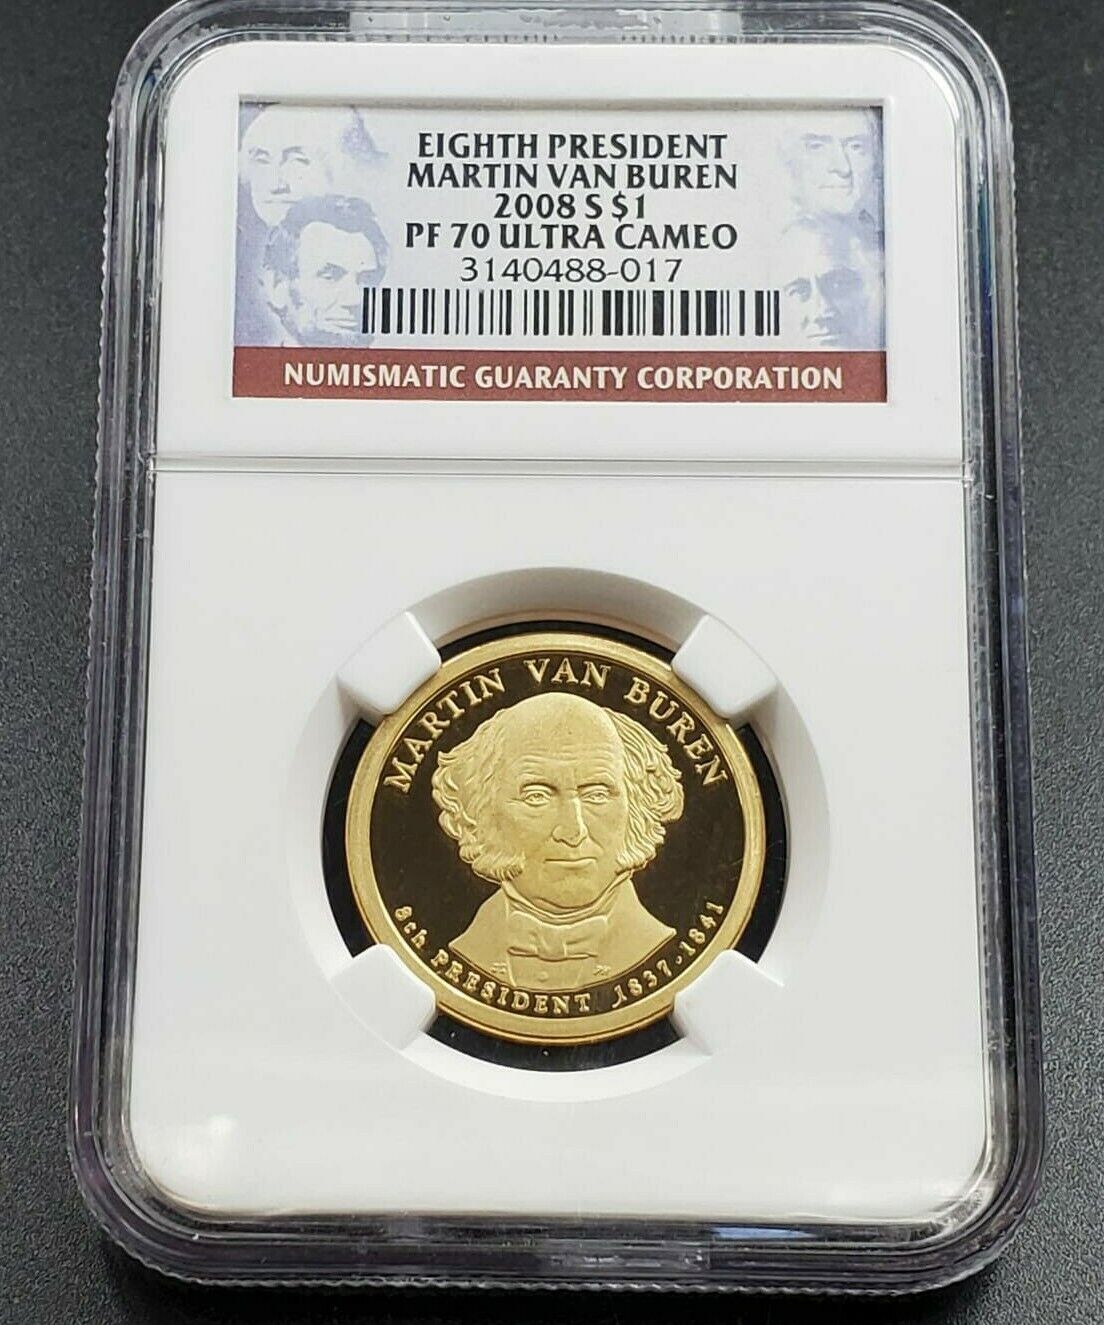 EIGHTH PRESIDENT
MARTIN VAN BUREN
2008 S $1
PF 70 ULTRA CAMEO
3140488-017
NUMISMATIC GUARANTY CORPORATION
MARTIN VAN BUREN
8th PRESIDENT 1837-1841